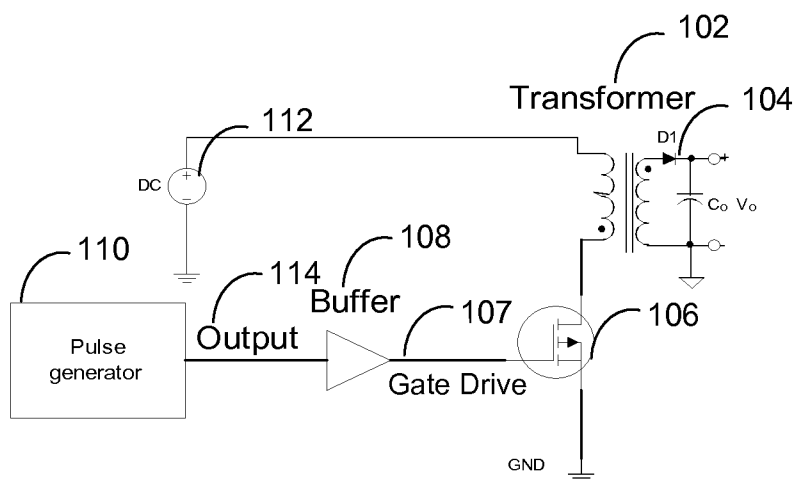 102
Transformer
104
D1
112
+
DC
-
+
Co Vo
-
110
114
Output
108
Buffer
107
Gate Drive
106
Pulse
generator
GND